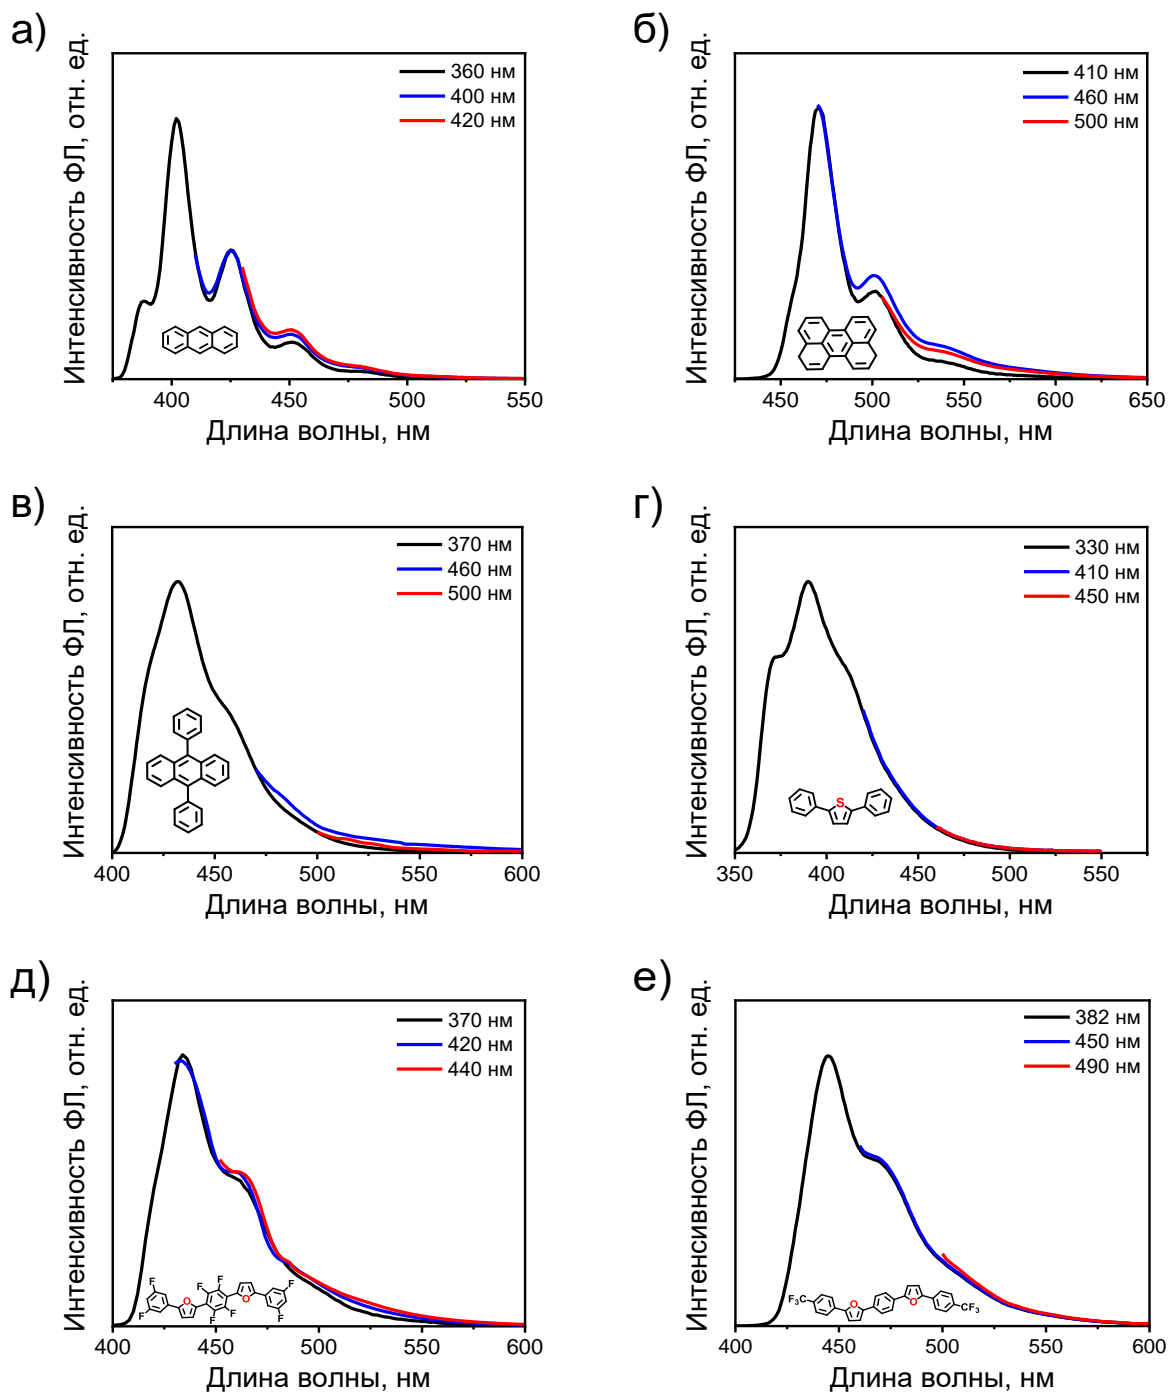 а)
Интенсивность ФЛ, отн. ед.
360 нм
400 нм
420 нм
400 450 500 550
Длина волны, нм
б)
Интенсивность ФЛ, отн. ед.
410 нм
460 нм
500 нм
450 500 550 600 650
Длина волны, нм
в)
Интенсивность ФЛ, отн. ед.
370 нм
460 нм
500 нм
400 450 500 550 600
Длина волны, нм
г)
Интенсивность ФЛ, отн. ед.
330 нм
410 нм
450 нм
S
350 400 450 500 550
Длина волны, нм
д)
Интенсивность ФЛ, отн. ед.
370 нм
420 нм
440 нм
F F F F
O O
F F F F
400 450 500 550 600
Длина волны, нм
е)
Интенсивность ФЛ, отн. ед.
382 нм
450 нм
490 нм
F3C O O CF3
400 450 500 550 600
Длина волны, нм